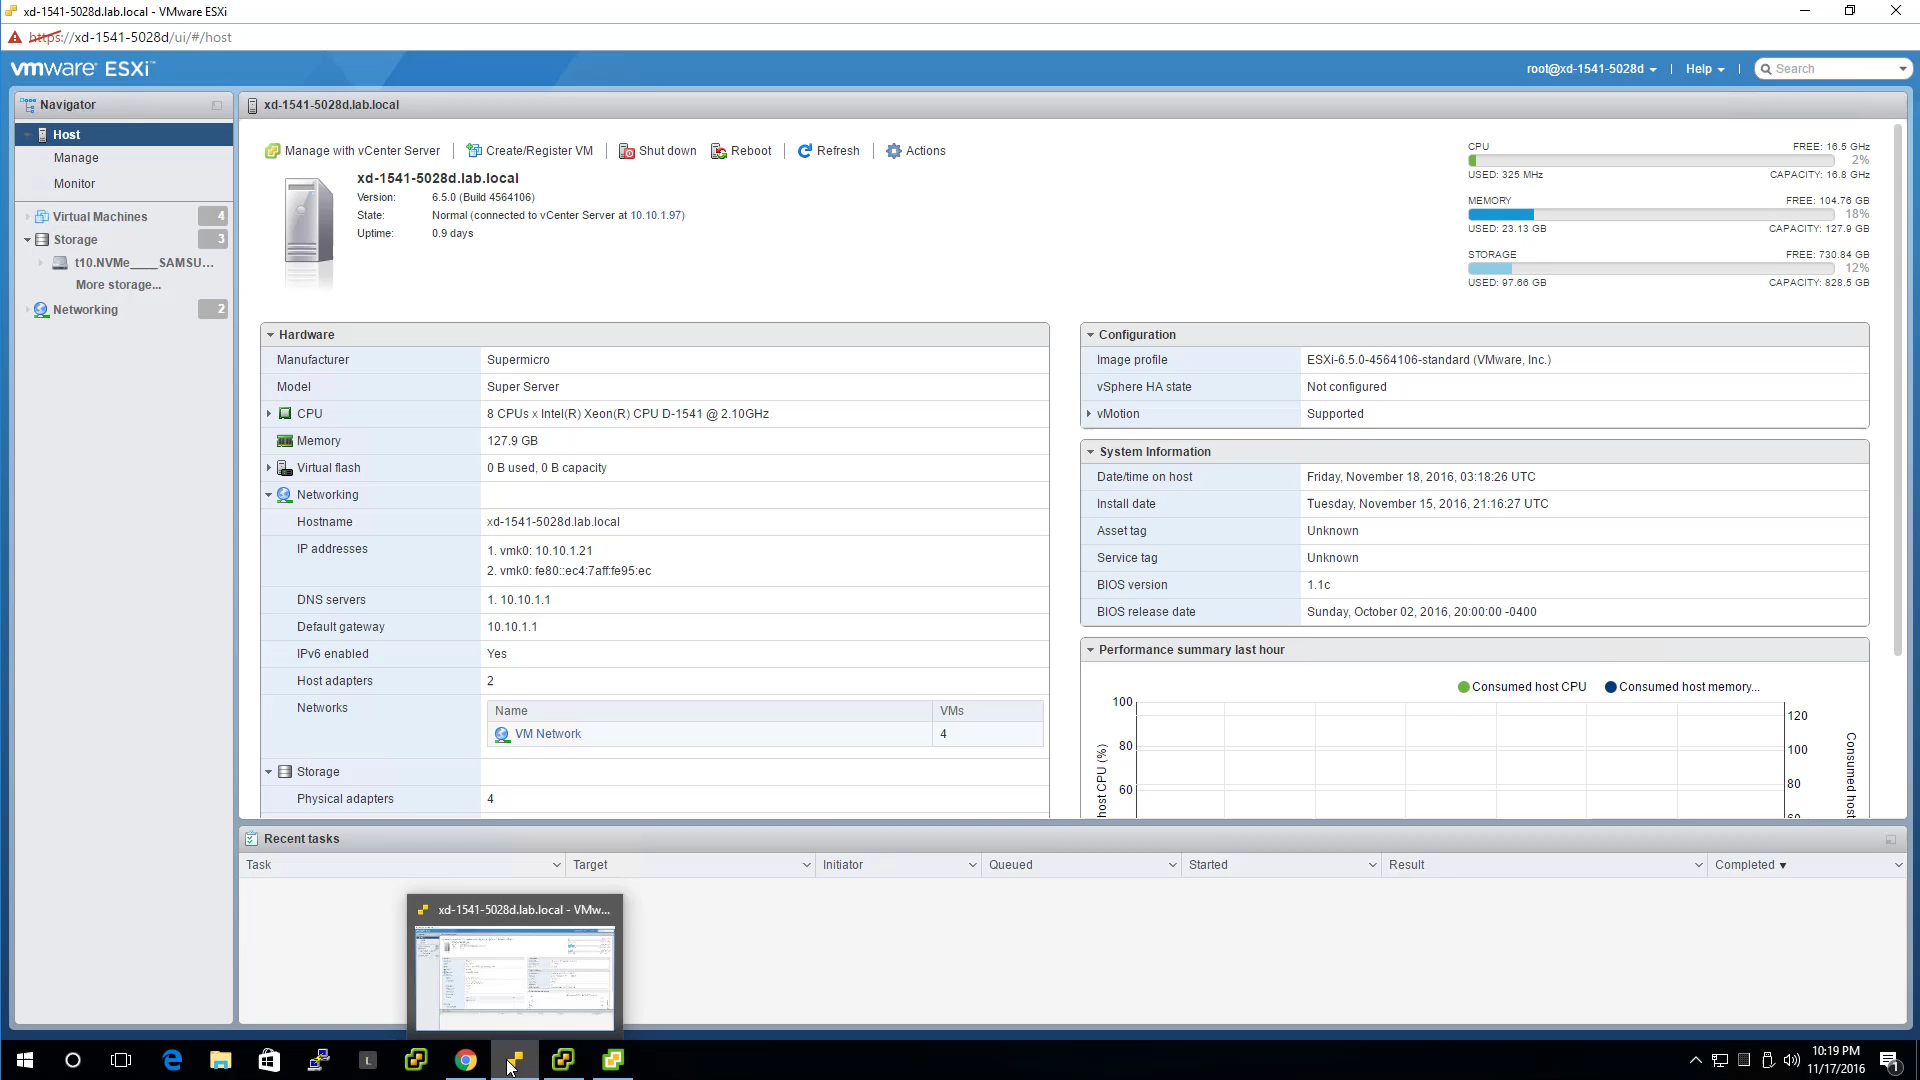 xd-1541-5028d.lab.local - VMware ESXi
https://xd-1541-5028d/ui/#/host
vmware ESXi™
root@xd-1541-5028d | Help | Search
Navigator
Host
Manage
Monitor
Virtual Machines 4
Storage 3
t10.NVMe____SAMSU...
More storage...
Networking 2
xd-1541-5028d.lab.local
Manage with vCenter Server | Create/Register VM | Shut down Reboot | Refresh | Actions
xd-1541-5028d.lab.local
Version: 6.5.0 (Build 4564106)
State: Normal (connected to vCenter Server at 10.10.1.97)
Uptime: 0.9 days
CPU FREE: 16.5 GHz
2%
USED: 325 MHz CAPACITY: 16.8 GHz
MEMORY FREE: 104.76 GB
18%
USED: 23.13 GB CAPACITY: 127.9 GB
STORAGE FREE: 730.84 GB
12%
USED: 97.66 GB CAPACITY: 828.5 GB
Hardware
Manufacturer Supermicro
Model Super Server
CPU 8 CPUs x Intel(R) Xeon(R) CPU D-1541 @ 2.10GHz
Memory 127.9 GB
Virtual flash 0 B used, 0 B capacity
Networking
Hostname xd-1541-5028d.lab.local
IP addresses 1. vmk0: 10.10.1.21
2. vmk0: fe80::ec4:7aff:fe95:ec
DNS servers 1. 10.10.1.1
Default gateway 10.10.1.1
IPv6 enabled Yes
Host adapters 2
Networks Name VMs
VM Network 4
Storage
Physical adapters 4
Configuration
Image profile ESXi-6.5.0-4564106-standard (VMware, Inc.)
vSphere HA state Not configured
vMotion Supported
System Information
Date/time on host Friday, November 18, 2016, 03:18:26 UTC
Install date Tuesday, November 15, 2016, 21:16:27 UTC
Asset tag Unknown
Service tag Unknown
BIOS version 1.1c
BIOS release date Sunday, October 02, 2016, 20:00:00 -0400
Performance summary last hour
Consumed host CPU Consumed host memory...
100
80
60
host CPU (%)
120
100
80
60
Consumed host
Recent tasks
Task Target Initiator Queued Started Result Completed ▼
xd-1541-5028d.lab.local - VMw...
L
10:19 PM
11/17/2016
1